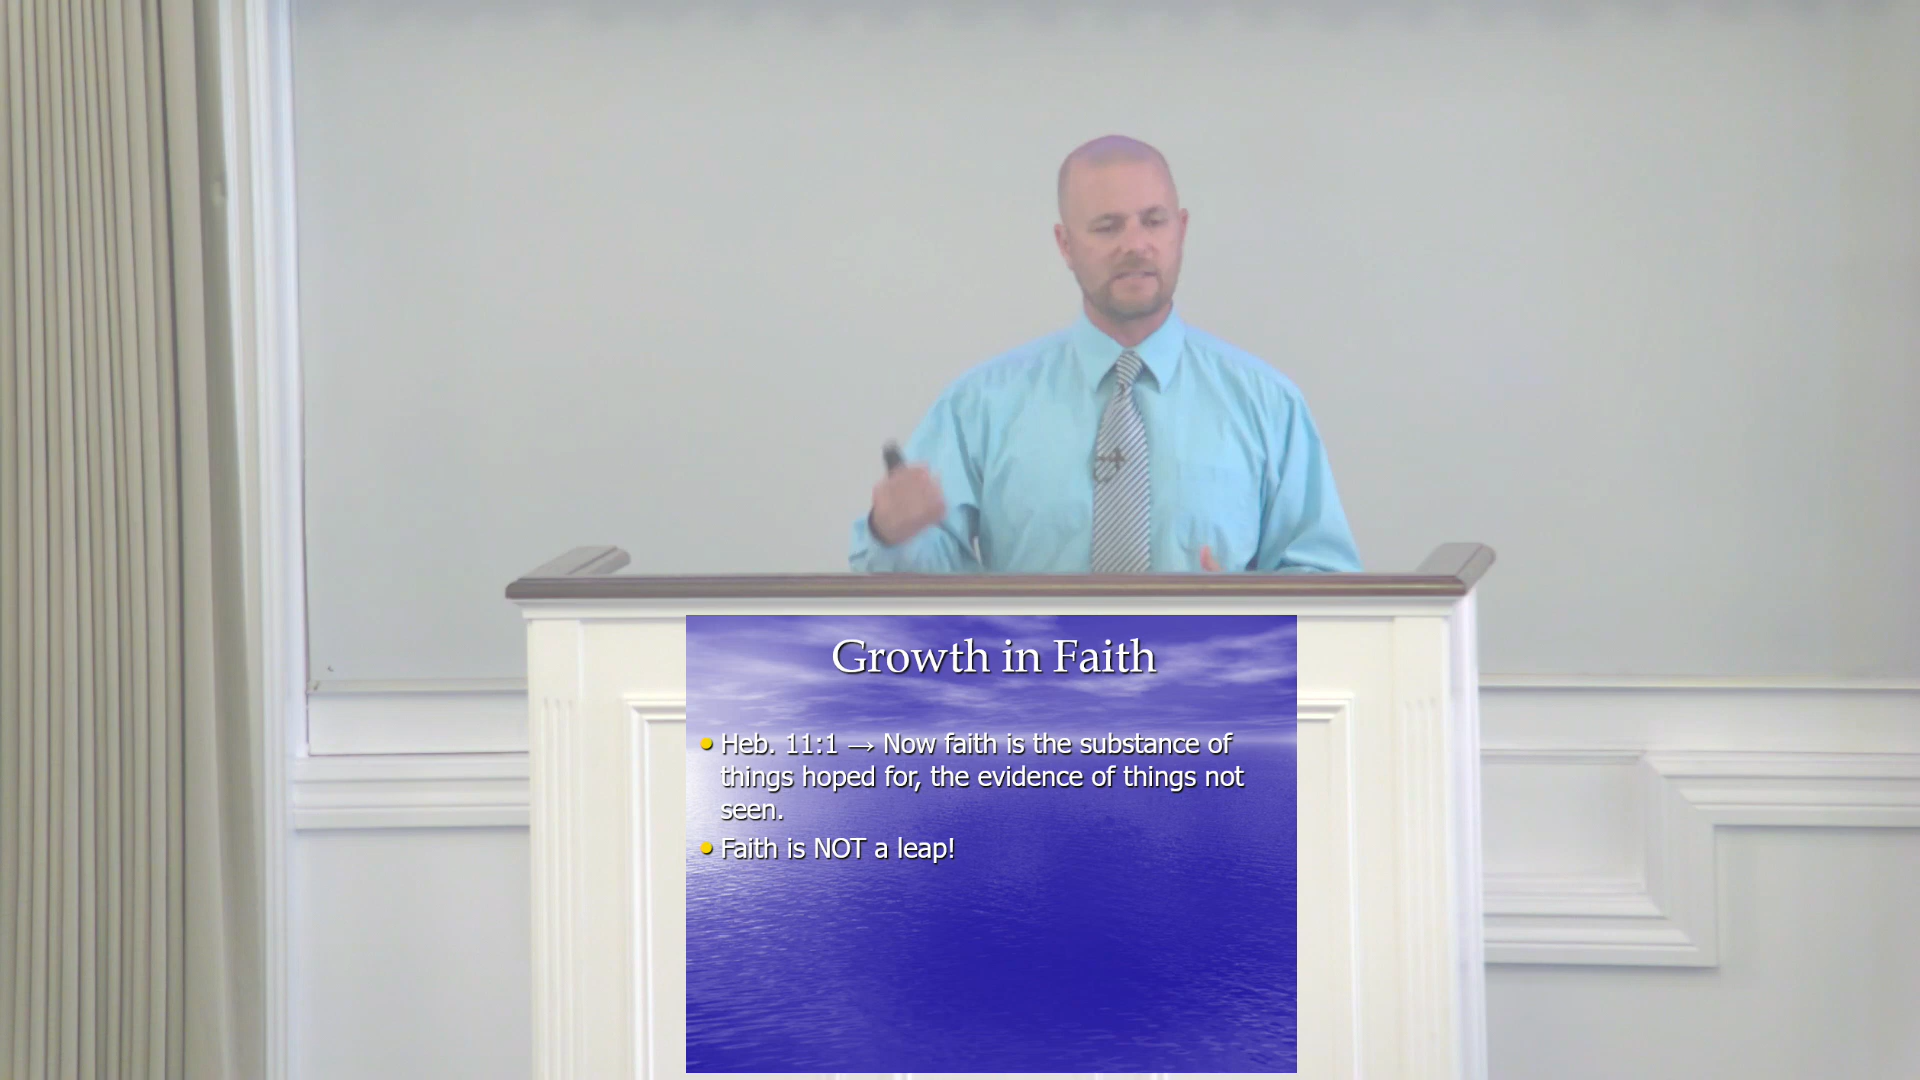 Growth in Faith
• Heb. 11:1 → Now faith is the substance of
things hoped for, the evidence of things not
seen.
• Faith is NOT a leap!